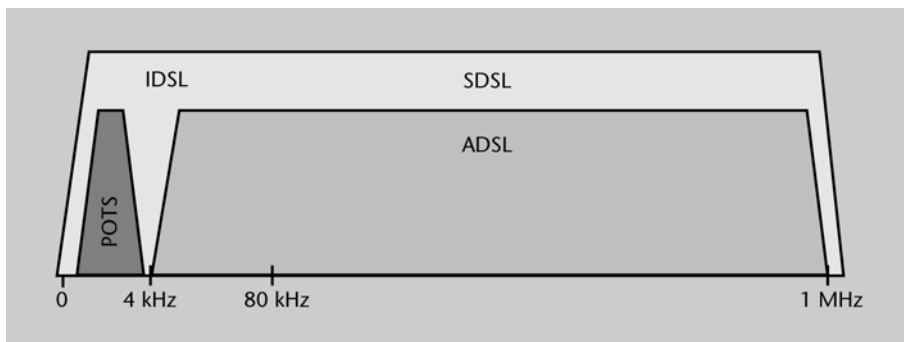 IDSL SDSL
ADSL
POTS
0 4 kHz 80 kHz 1 MHz